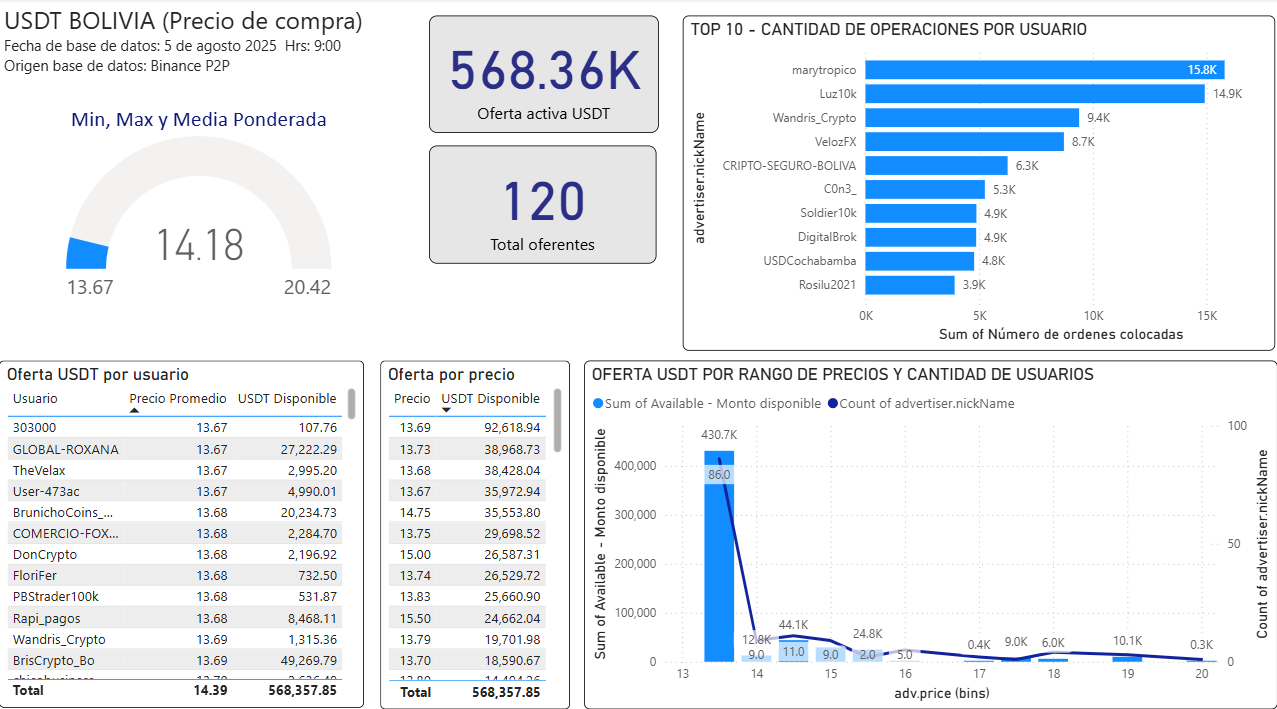 USDT BOLIVIA (Precio de compra)
Fecha de base de datos: 5 de agosto 2025 Hrs: 9:00
Origen base de datos: Binance P2P
Min, Max y Media Ponderada
14.18
13.67
20.42
568.36K
Oferta activa USDT
120
Total oferentes
TOP 10 - CANTIDAD DE OPERACIONES POR USUARIO
advertiser.nickName
marytropico 15.8K
Luz10k 14.9K
Wandris_Crypto 9.4K
VelozFX 8.7K
CRIPTO-SEGURO-BOLIVA 6.3K
C0n3_ 5.3K
Soldier10k 4.9K
DigitalBrok 4.9K
USDCochabamba 4.8K
Rosilu2021 3.9K
0K 5K 10K 15K
Sum of Número de ordenes colocadas
Oferta USDT por usuario
Usuario Precio Promedio USDT Disponible
303000 13.67 107.76
GLOBAL-ROXANA 13.67 27,222.29
TheVelax 13.67 2,995.20
User-473ac 13.67 4,990.01
BrunichoCoins_... 13.68 20,234.73
COMERCIO-FOX... 13.68 2,284.70
DonCrypto 13.68 2,196.92
FloriFer 13.68 732.50
PBStrader100k 13.68 531.87
Rapi_pagos 13.68 8,468.11
Wandris_Crypto 13.69 1,315.36
BrisCrypto_Bo 13.69 49,269.79
Total 14.39 568,357.85
Oferta por precio
Precio USDT Disponible
13.69 92,618.94
13.73 38,968.73
13.68 38,428.04
13.67 35,972.94
14.75 35,553.80
13.75 29,698.52
15.00 26,587.31
13.74 26,529.72
13.83 25,660.90
15.50 24,662.04
13.79 19,701.98
13.70 18,590.67
Total 568,357.85
OFERTA USDT POR RANGO DE PRECIOS Y CANTIDAD DE USUARIOS
Sum of Available - Monto disponible Count of advertiser.nickName
Sum of Available - Monto disponible
400,000
300,000
200,000
100,000
0
430.7K
86.0
12.8K
9.0
44.1K
11.0
9.0
24.8K
2.0
5.0
0.4K
9.0K
6.0K
10.1K
0.3K
100
50
0
Count of advertiser.nickName
13 14 15 16 17 18 19 20
adv.price (bins)